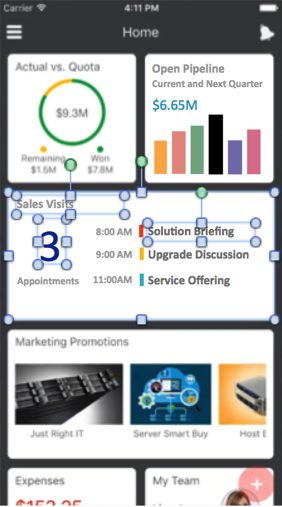 Carrier 4:11 PM
Home
Actual vs. Quota
$9.3M
Remaining Won
$1.5M $7.8M
Open Pipeline
Current and Next Quarter
$6.65M
Sales Visits
3
Appointments
8:00 AM Solution Briefing
9:00 AM Upgrade Discussion
11:00AM Service Offering
Marketing Promotions
Just Right IT Server Smart Buy Host
Expenses
My Team
+